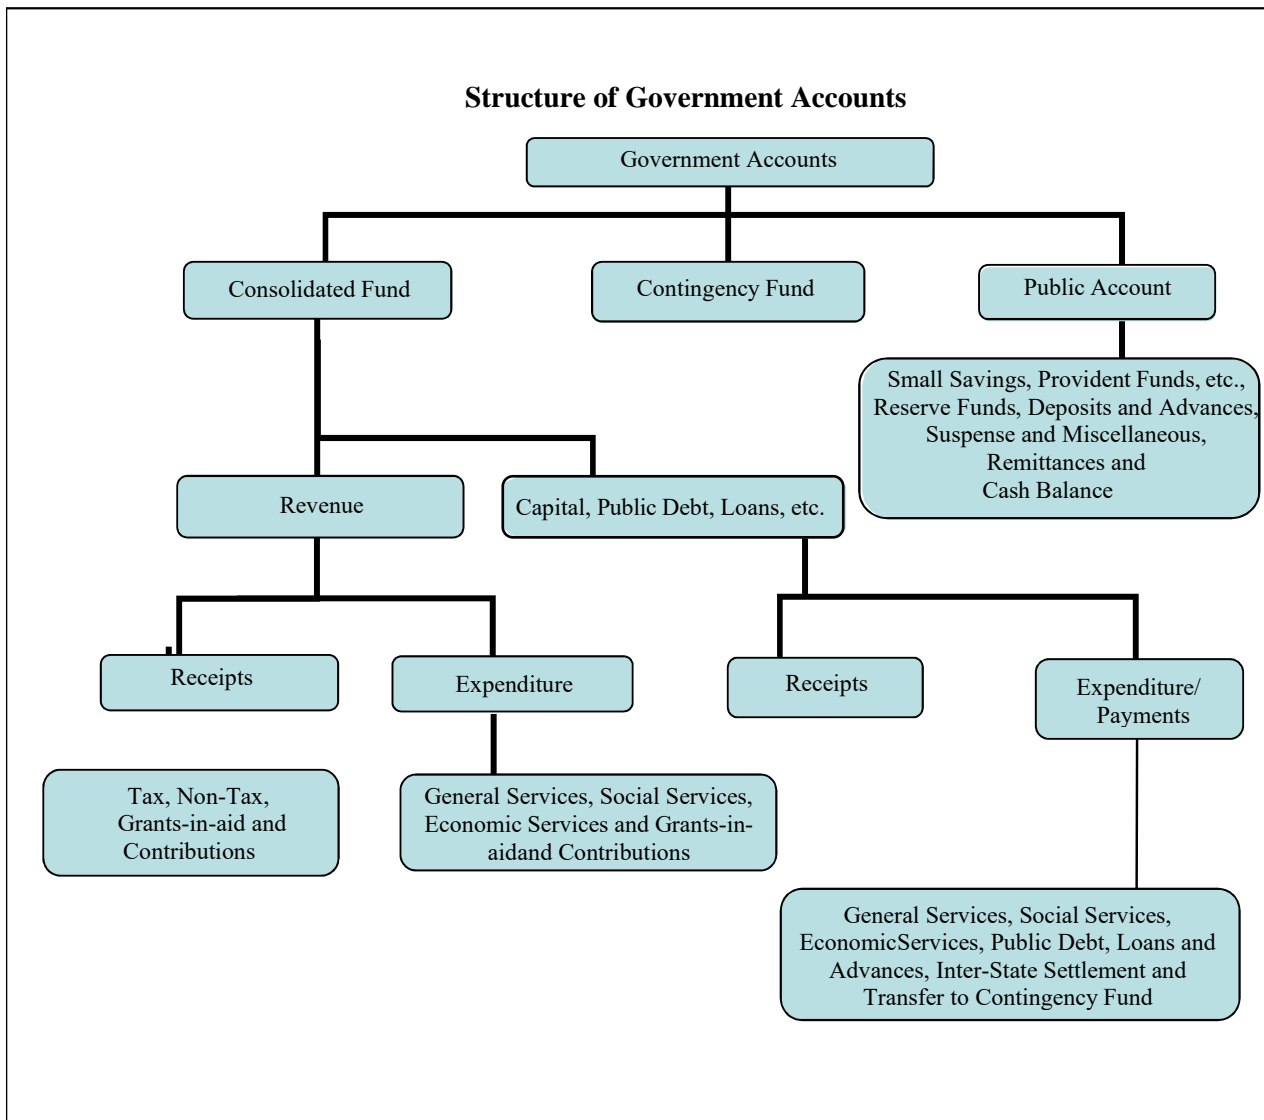 Structure of Government Accounts
Government Accounts
Consolidated Fund
Contingency Fund
Public Account
Small Savings, Provident Funds, etc.,
Reserve Funds, Deposits and Advances,
Suspense and Miscellaneous,
Remittances and
Cash Balance
Revenue
Capital, Public Debt, Loans, etc.
Receipts
Expenditure
Receipts
Expenditure/
Payments
Tax, Non-Tax,
Grants-in-aid and
Contributions
General Services, Social Services,
Economic Services and Grants-in-
aidand Contributions
General Services, Social Services,
EconomicServices, Public Debt, Loans and
Advances, Inter-State Settlement and
Transfer to Contingency Fund